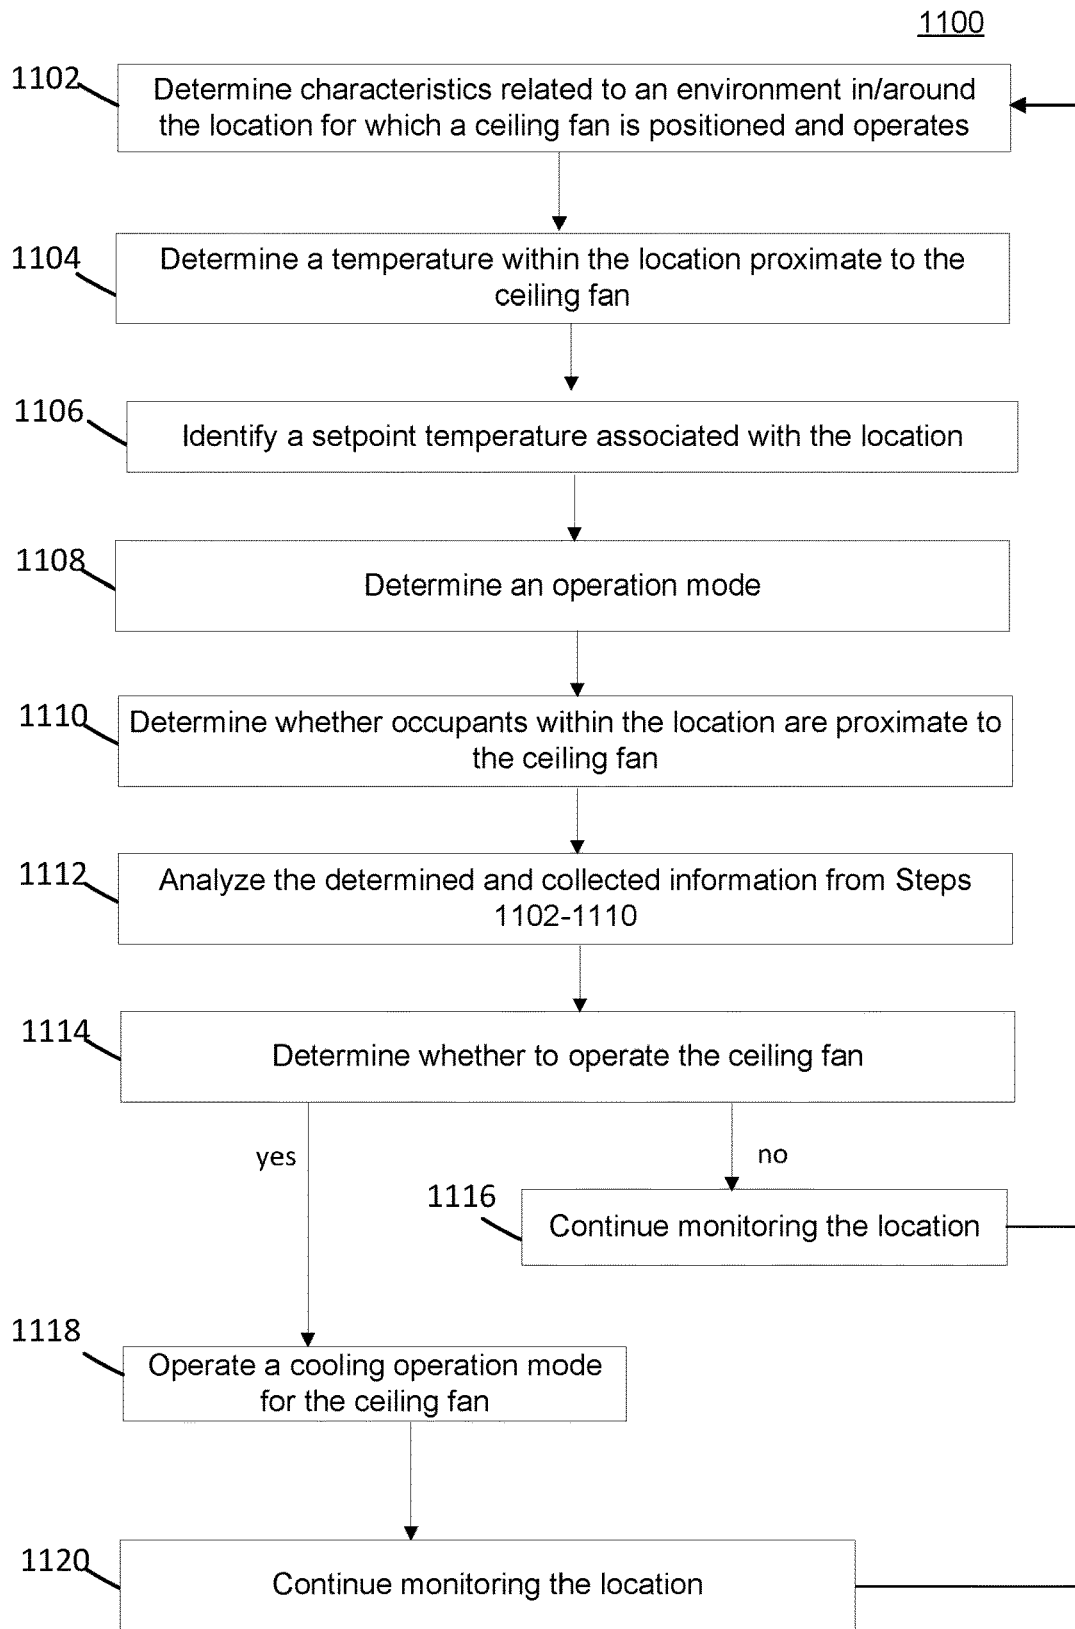 1100
1102
Determine characteristics related to an environment in/around
the location for which a ceiling fan is positioned and operates
1104
Determine a temperature within the location proximate to the
ceiling fan
1106
Identify a setpoint temperature associated with the location
1108
Determine an operation mode
1110
Determine whether occupants within the location are proximate to
the ceiling fan
1112
Analyze the determined and collected information from Steps
1102-1110
1114
Determine whether to operate the ceiling fan
yes
no
1116
Continue monitoring the location
1118
Operate a cooling operation mode
for the ceiling fan
1120
Continue monitoring the location